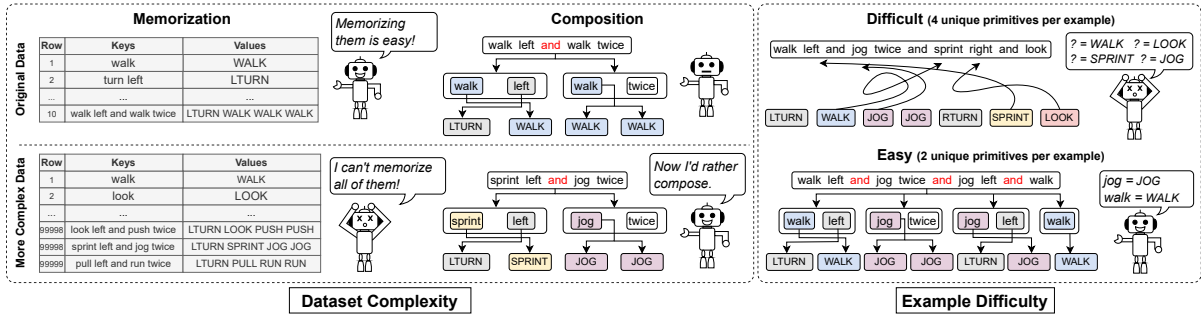 Memorization
Composition
Original Data
Row Keys Values
1 walk WALK
2 turn left LTURN
... ... ...
10 walk left and walk twice LTURN WALK WALK WALK
Memorizing
them is easy!
walk left and walk twice
walk left walk twice
LTURN WALK WALK WALK
More Complex Data
Row Keys Values
1 walk WALK
2 look LOOK
... ... ...
99998 look left and push twice LTURN LOOK PUSH PUSH
99998 sprint left and jog twice LTURN SPRINT JOG JOG
99999 pull left and run twice LTURN PULL RUN RUN
I can't memorize
all of them!
sprint left and jog twice
sprint left jog twice
LTURN SPRINT JOG JOG
Now I'd rather
compose.
Dataset Complexity
Difficult (4 unique primitives per example)
walk left and jog twice and sprint right and look
? = WALK ? = LOOK
? = SPRINT ? = JOG
LTURN WALK JOG JOG RTURN SPRINT LOOK
Easy (2 unique primitives per example)
walk left and jog twice and jog left and walk
jog = JOG
walk = WALK
walk left jog twice jog left walk
LTURN WALK JOG JOG LTURN JOG WALK
Example Difficulty